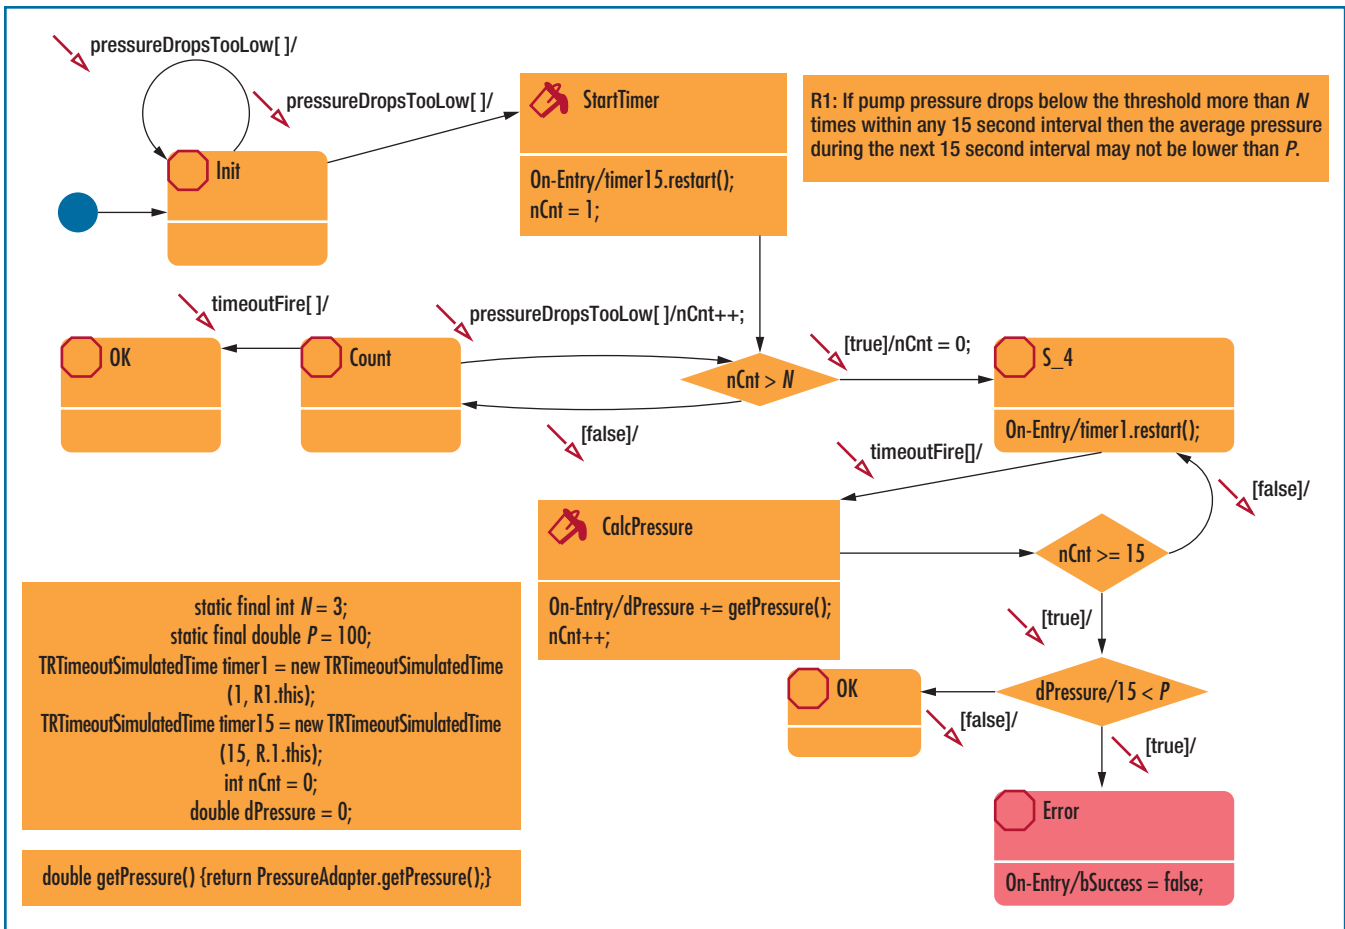 pressureDropsTooLow[ ]/
pressureDropsTooLow[ ]/
Init
StartTimer
On-Entry/timer15.restart();
nCnt = 1;
R1: If pump pressure drops below the threshold more than N
times within any 15 second interval then the average pressure
during the next 15 second interval may not be lower than P.
timeoutFire[ ]/
pressureDropsTooLow[ ]/nCnt++;
OK
Count
nCnt > N
[true]/nCnt = 0;
S_4
On-Entry/timer1.restart();
[false]/
timeoutFire[]/
[false]/
CalcPressure
On-Entry/dPressure += getPressure();
nCnt++;
nCnt >= 15
[true]/
static final int N = 3;
static final double P = 100;
TRTimeoutSimulatedTime timer1 = new TRTimeoutSimulatedTime
(1, R1.this);
TRTimeoutSimulatedTime timer15 = new TRTimeoutSimulatedTime
(15, R.1.this);
int nCnt = 0;
double dPressure = 0;
OK
dPressure/15 < P
[false]/
[true]/
Error
On-Entry/bSuccess = false;
double getPressure() {return PressureAdapter.getPressure();}